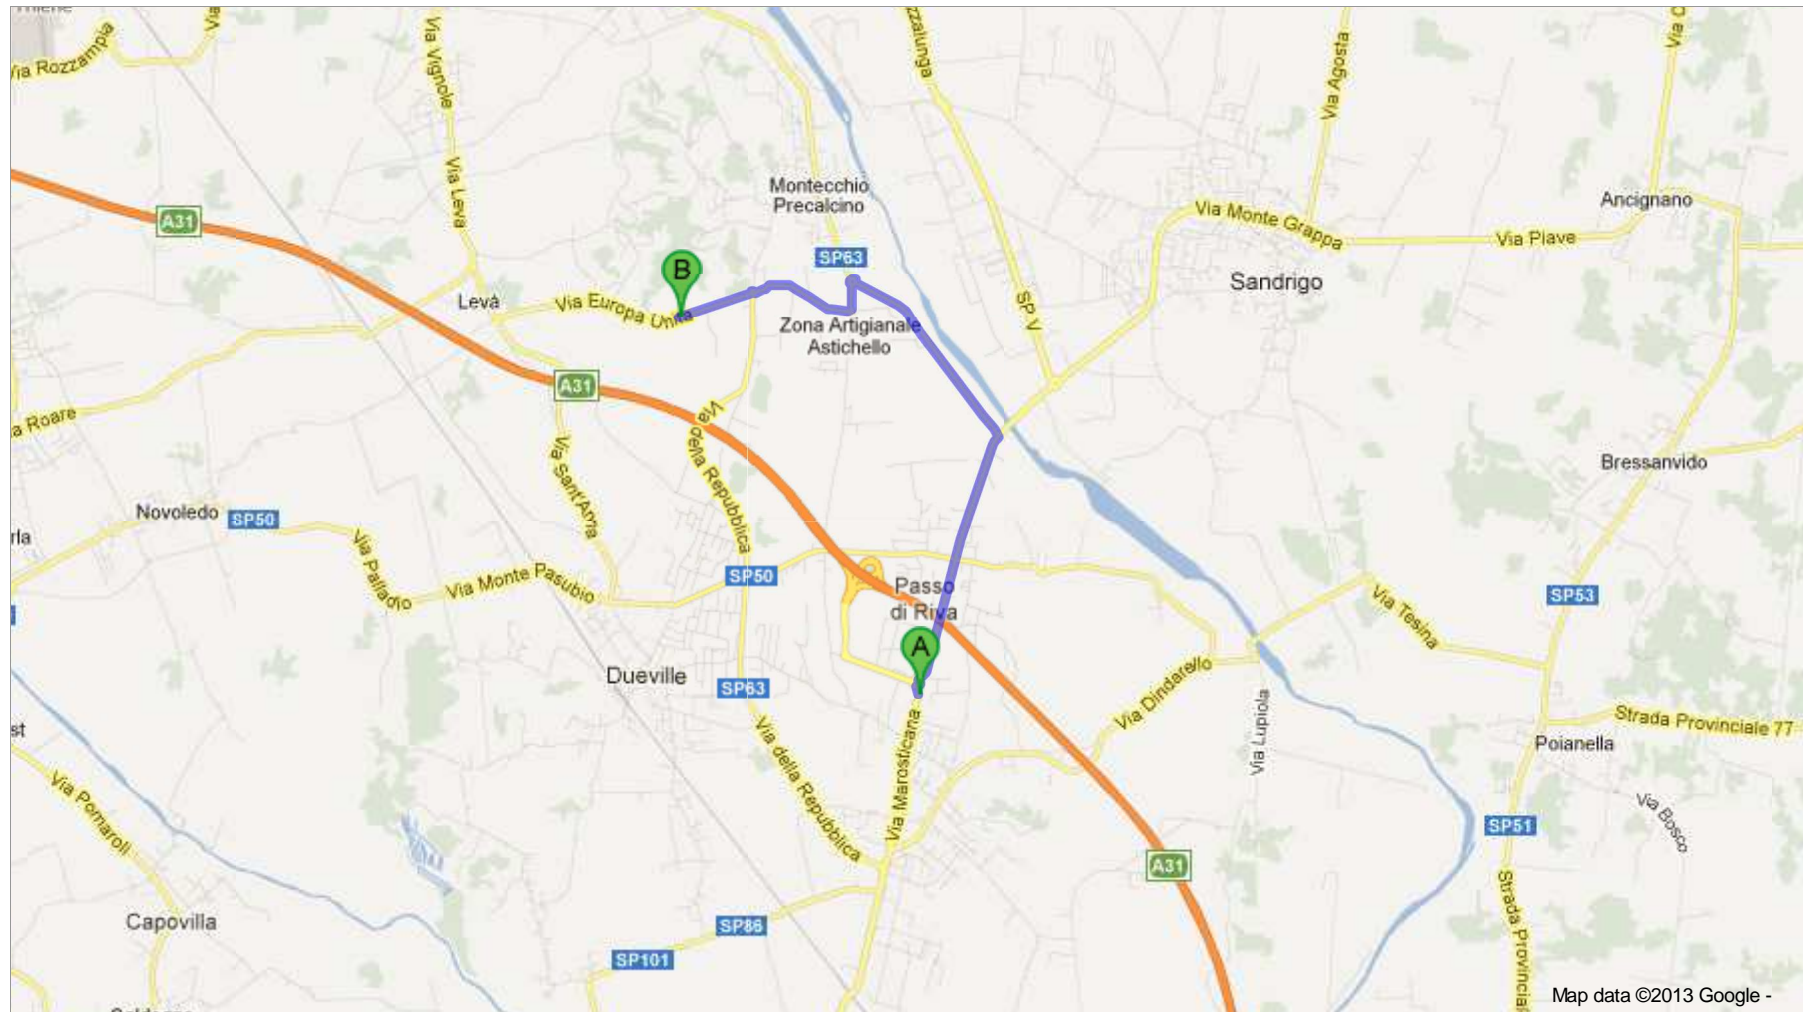 Via Rozzampia
Via Vignole
Via Leva
A31
Montecchio
Precalcino
SP63
B
Levà
Via Europa Unita
Zona Artigianale
Astichello
SP V
Via Agosta
Via Monte Grappa
Sandrigo
Via Piave
Ancignano
A31
Via della Repubblica
Via Sant'Anna
Novoledo
SP50
Via Palladio
Via Monte Pasubio
SP50
Passo
di Riva
A
Dueville
SP63
Via della Repubblica
Via Marosticana
Via Dindarello
Via Lupiola
Via Tesina
Bressanvido
SP53
Strada Provinciale 77
Poianella
Via Bosco
SP51
A31
Via Pomaroli
Capovilla
SP86
SP101
Map data ©2013 Google -